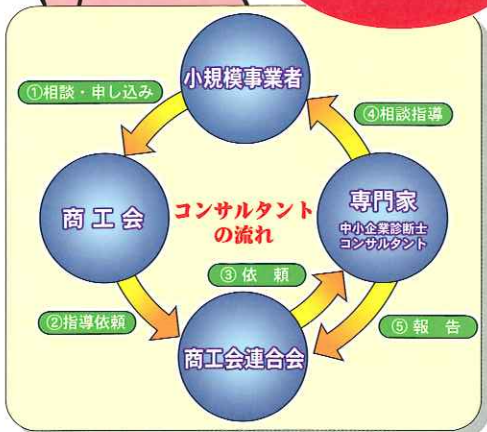 小規模事業者
①相談・申し込み
④相談指導
商工会
コンサルタント
の流れ
専門家
中小企業診断士
コンサルタント
③依　頼
②指導依頼
⑤報　告
商工会連合会